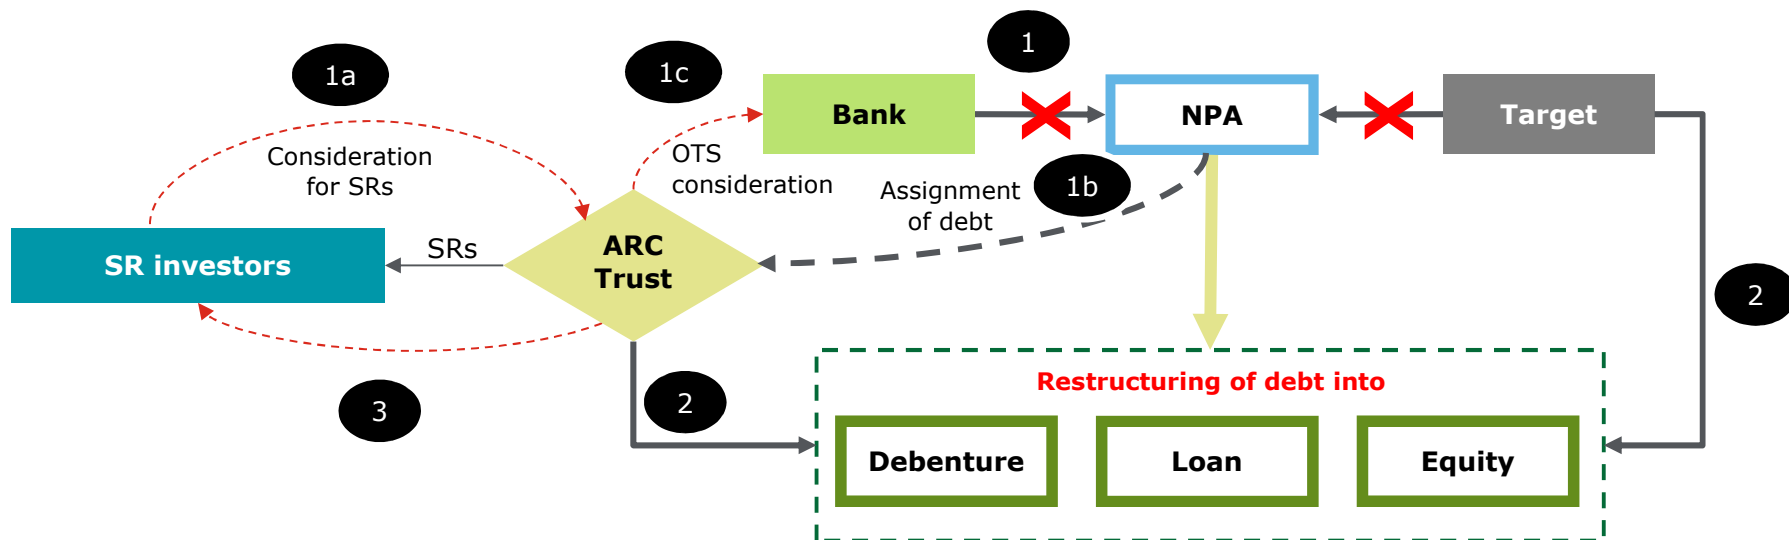 1
1a
1c
Bank
NPA
Target
Consideration
for SRs
OTS
consideration
Assignment
of debt
1b
SR investors
SRs
ARC
Trust
2
3
2
Restructuring of debt into
Debenture
Loan
Equity